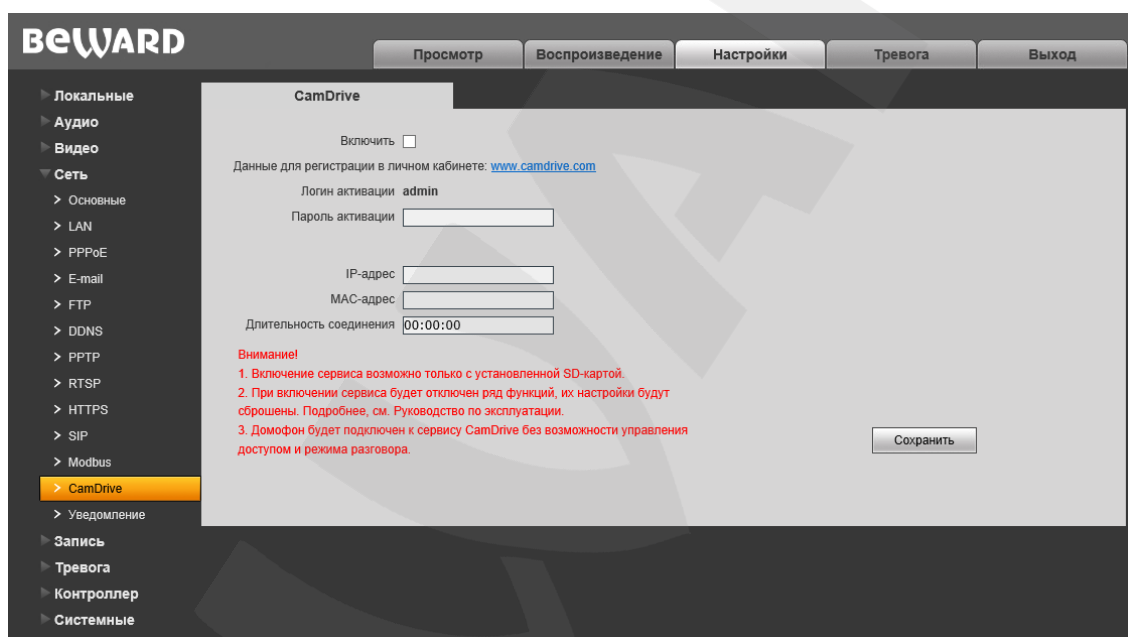 BEWARD
Просмотр
Воспроизведение
Настройки
Тревога
Выход
Локальные
Аудио
Видео
Сеть
Основные
LAN
PPPoE
E-mail
FTP
DDNS
PPTP
RTSP
HTTPS
SIP
Modbus
CamDrive
Уведомление
Запись
Тревога
Контроллер
Системные
CamDrive
Включить
Данные для регистрации в личном кабинете: www.camdrive.com
Логин активации admin
Пароль активации
IP-адрес
MAC-адрес
Длительность соединения 00:00:00
Внимание!
1. Включение сервиса возможно только с установленной SD-картой.
2. При включении сервиса будет отключен ряд функций, их настройки будут
сброшены. Подробнее, см. Руководство по эксплуатации.
3. Домофон будет подключен к сервису CamDrive без возможности управления
доступом и режима разговора.
Сохранить